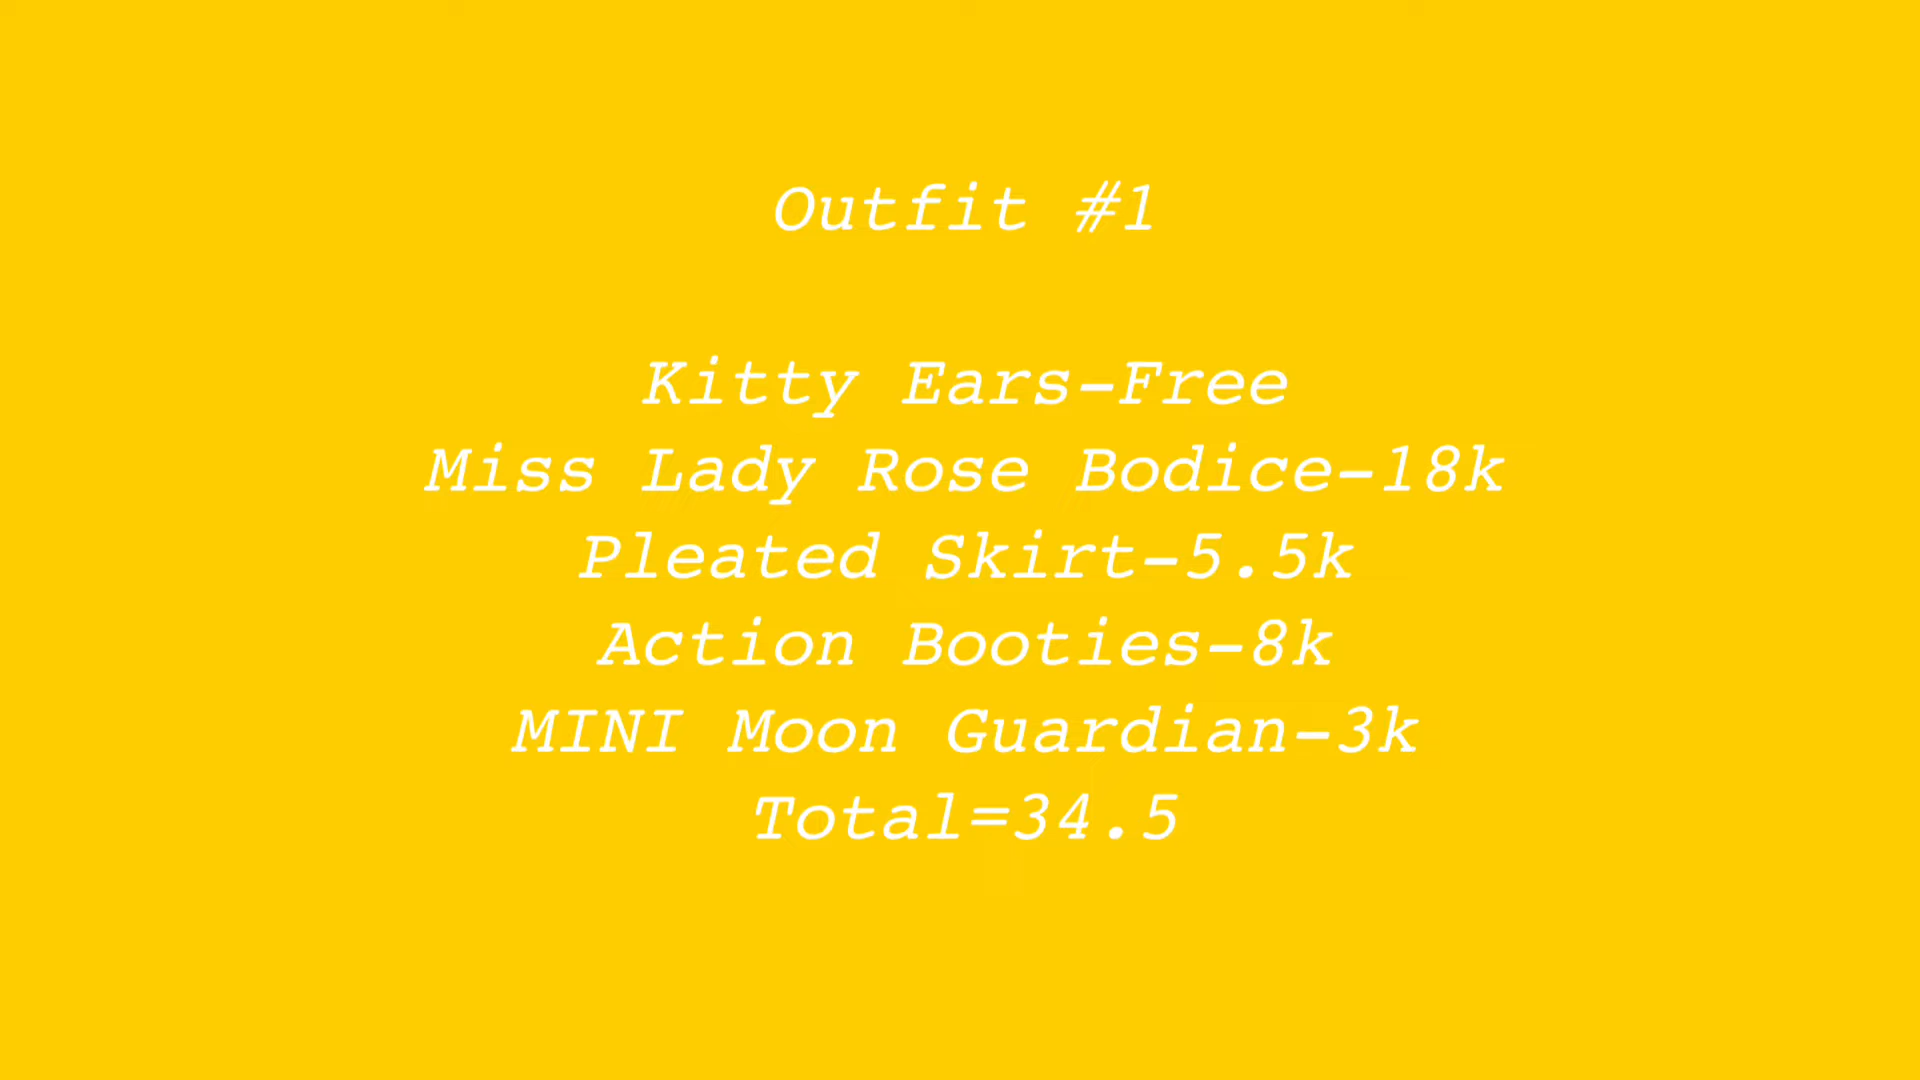 Outfit #1
Kitty Ears-Free
Miss Lady Rose Bodice-18k
Pleated Skirt-5.5k
Action Booties-8k
MINI Moon Guardian-3k
Total=34.5